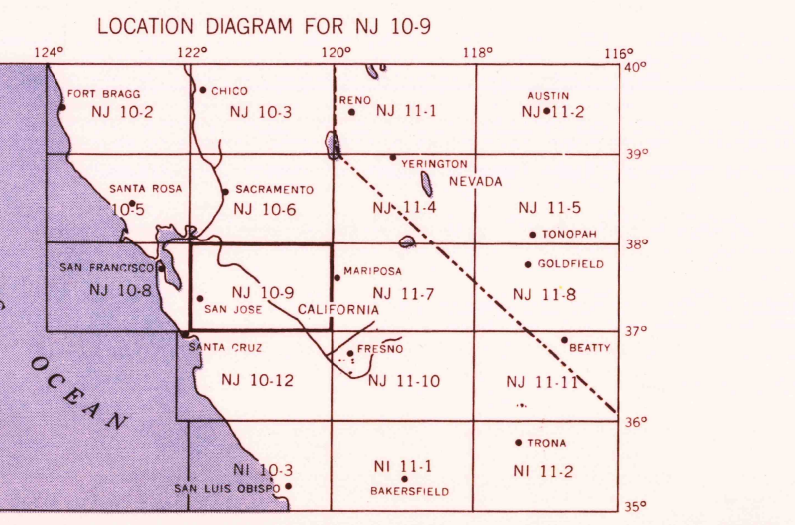 LOCATION DIAGRAM FOR NJ 10-9
124° 122° 120° 118° 116°
40°
FORT BRAGG
NJ 10-2
CHICO
NJ 10-3
RENO
NJ 11-1
AUSTIN
NJ 11-2
39°
YERINGTON
NEVADA
SANTA ROSA
10-5
SACRAMENTO
NJ 10-6
NJ 11-4
NJ 11-5
TONOPAH
38°
SAN FRANCISCO
NJ 10-8
NJ 10-9
SAN JOSE
CALIFORNIA
MARIPOSA
NJ 11-7
GOLDFIELD
NJ 11-8
37°
SANTA CRUZ
NJ 10-12
FRESNO
NJ 11-10
BEATTY
NJ 11-11
OCEAN
36°
NI 10-3
SAN LUIS OBISPO
NI 11-1
BAKERSFIELD
TRONA
NI 11-2
35°